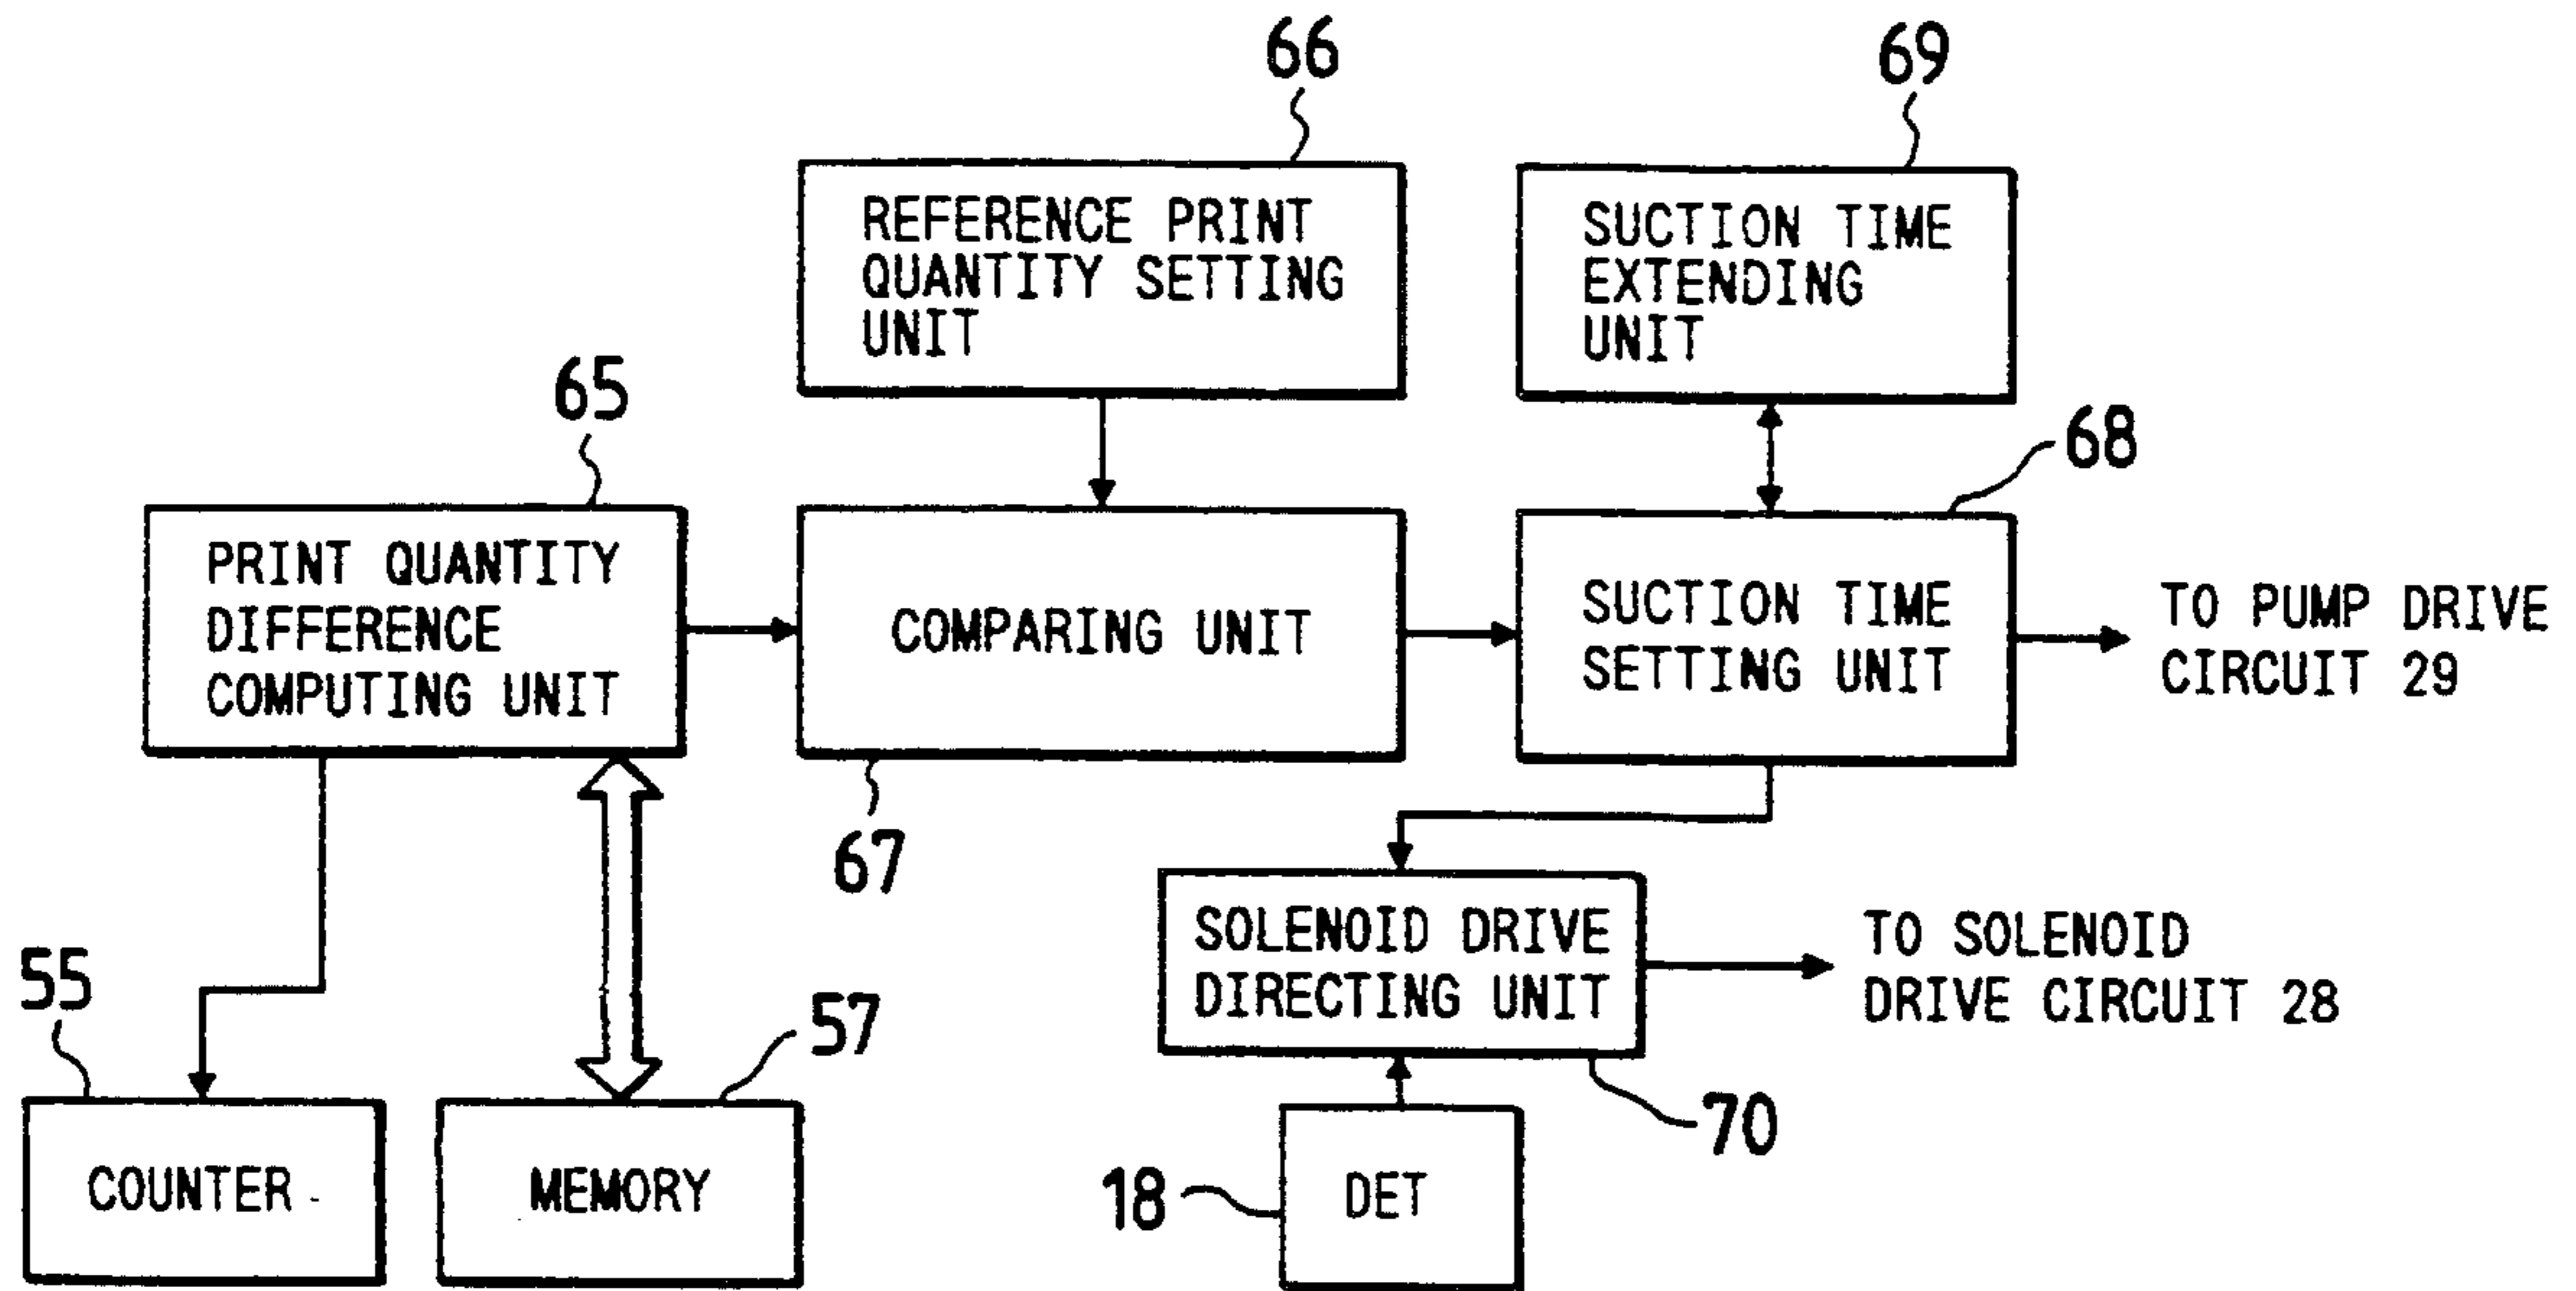 66
69
REFERENCE PRINT
QUANTITY SETTING
UNIT
SUCTION TIME
EXTENDING
UNIT
65
68
PRINT QUANTITY
DIFFERENCE
COMPUTING UNIT
COMPARING UNIT
SUCTION TIME
SETTING UNIT
TO PUMP DRIVE
CIRCUIT 29
67
SOLENOID DRIVE
DIRECTING UNIT
TO SOLENOID
DRIVE CIRCUIT 28
55
57
70
COUNTER
MEMORY
18
DET